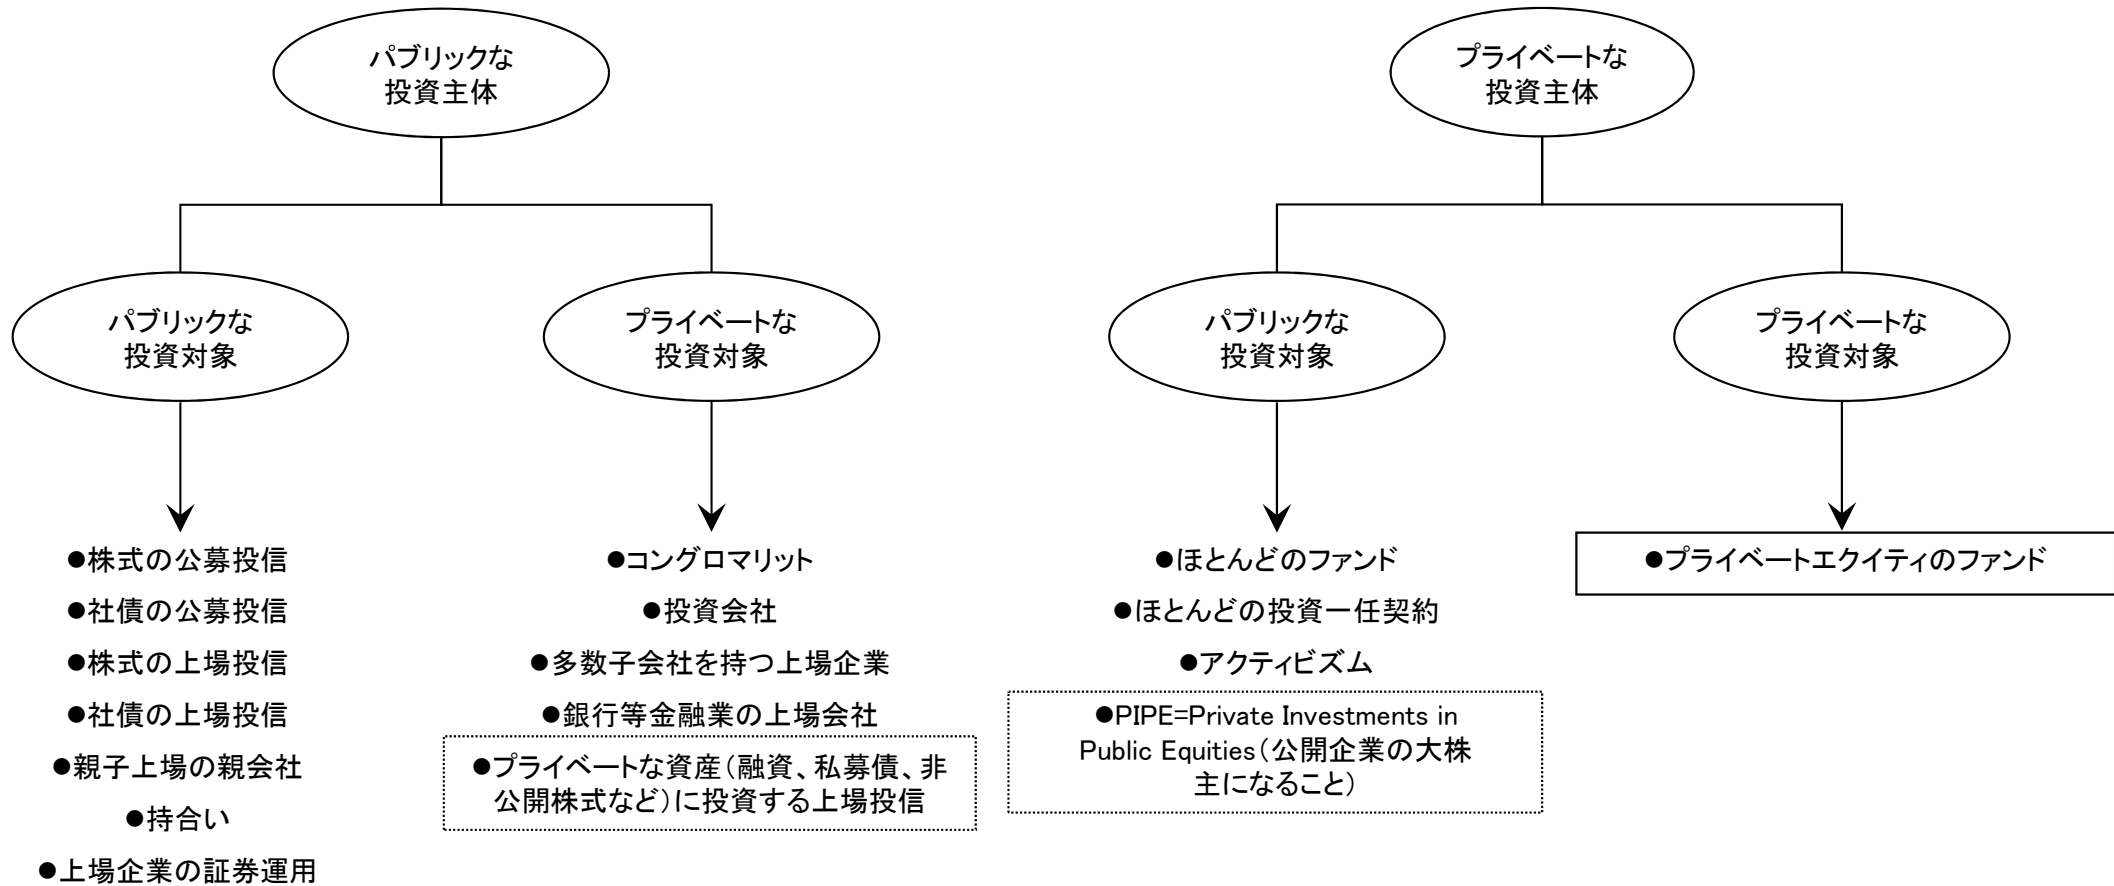 パブリックな
投資主体
プライベートな
投資主体
パブリックな
投資対象
プライベートな
投資対象
パブリックな
投資対象
プライベートな
投資対象
●株式の公募投信
●社債の公募投信
●株式の上場投信
●社債の上場投信
●親子上場の親会社
●持合い
●上場企業の証券運用
●コングロマリット
●投資会社
●多数子会社を持つ上場企業
●銀行等金融業の上場会社
●プライベートな資産(融資、私募債、非
公開株式など)に投資する上場投信
●ほとんどのファンド
●ほとんどの投資一任契約
●アクティビズム
●PIPE=Private Investments in
Public Equities(公開企業の大株
主になること)
●プライベートエクイティのファンド